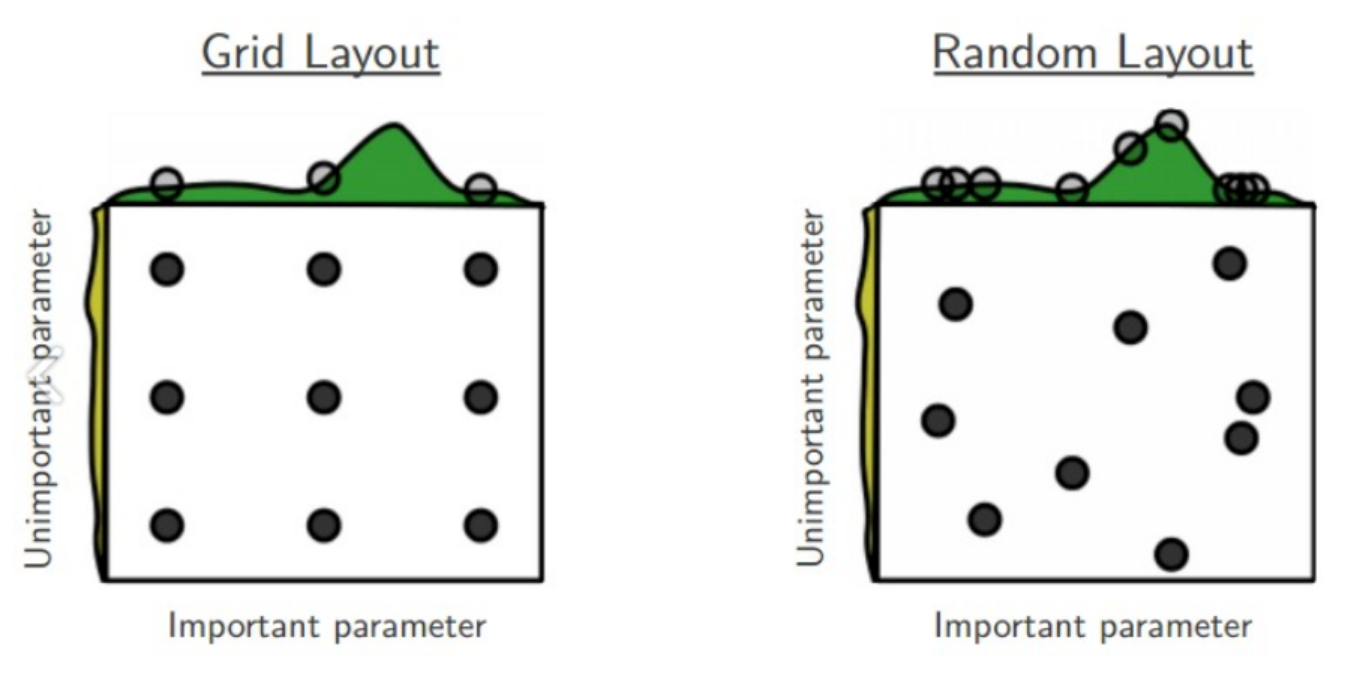 Grid Layout
Unimportant parameter
Important parameter
Random Layout
Unimportant parameter
Important parameter